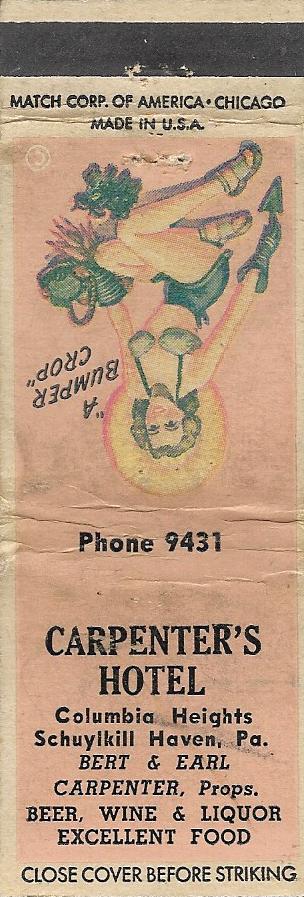 MATCH CORP. OF AMERICA • CHICAGO
MADE IN U.S.A.
"A BUMPER
CROP"
Phone 9431
CARPENTER'S
HOTEL
Columbia Heights
Schuylkill Haven, Pa.
BERT & EARL
CARPENTER, Props.
BEER, WINE & LIQUOR
EXCELLENT FOOD
CLOSE COVER BEFORE STRIKING